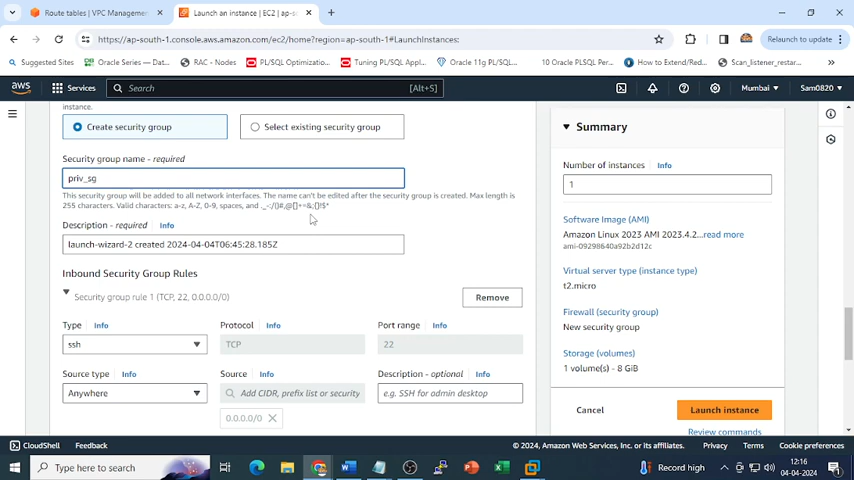 Route tables | VPC Managemen
Launch an instance | EC2 | ap-s
https://ap-south-1.console.aws.amazon.com/ec2/home?region=ap-south-1#LaunchInstances:
Relaunch to update
Suggested Sites
Oracle Series — Dat...
RAC - Nodes
PL/SQL Optimizatio...
Tuning PL/SQL Appl...
Oracle 11g PL/SQL...
10 Oracle PL/SQL Per...
How to Extend/Red...
Scan_listener_restar...
»
aws
Services
Search
[Alt+S]
Mumbai
Sam0820
instance.
Create security group
Select existing security group
Security group name - required
priv_sg
This security group will be added to all network interfaces. The name can't be edited after the security group is created. Max length is
255 characters. Valid characters: a-z, A-Z, 0-9, spaces, and ._-:/()#,@[]+=&;{}!$*
Description - required Info
launch-wizard-2 created 2024-04-04T06:45:28.185Z
Inbound Security Group Rules
Security group rule 1 (TCP, 22, 0.0.0.0/0)
Remove
Type Info
Protocol Info
Port range Info
ssh
TCP
22
Source type Info
Source Info
Description - optional Info
Anywhere
Add CIDR, prefix list or security
e.g. SSH for admin desktop
0.0.0.0/0
Summary
Number of instances Info
1
Software Image (AMI)
Amazon Linux 2023 AMI 2023.4.2...read more
ami-09298640a92b2d12c
Virtual server type (instance type)
t2.micro
Firewall (security group)
New security group
Storage (volumes)
1 volume(s) - 8 GiB
Cancel
Launch instance
Review commands
CloudShell
Feedback
© 2024, Amazon Web Services, Inc. or its affiliates.
Privacy
Terms
Cookie preferences
Type here to search
Record high
12:16
04-04-2024